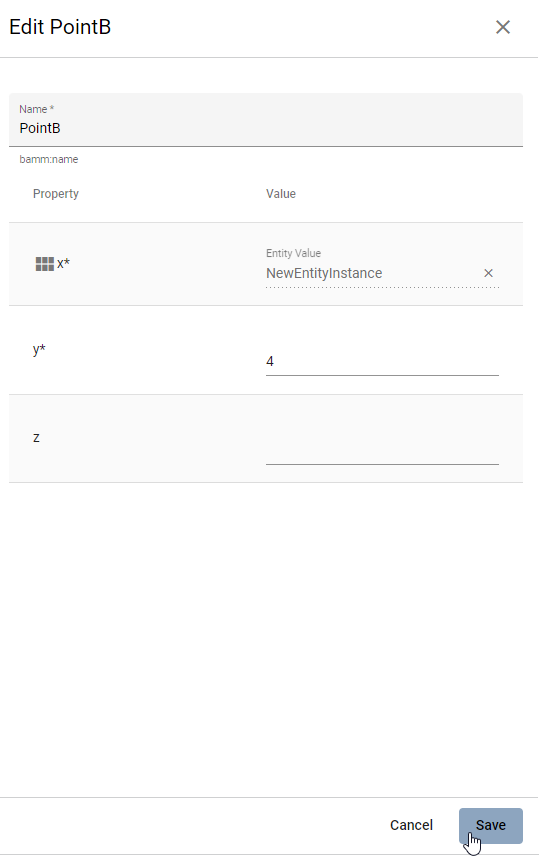 Edit PointB
Name *
PointB
bamm:name
Property Value
x* Entity Value
NewEntityInstance
y* 4
z
Cancel Save